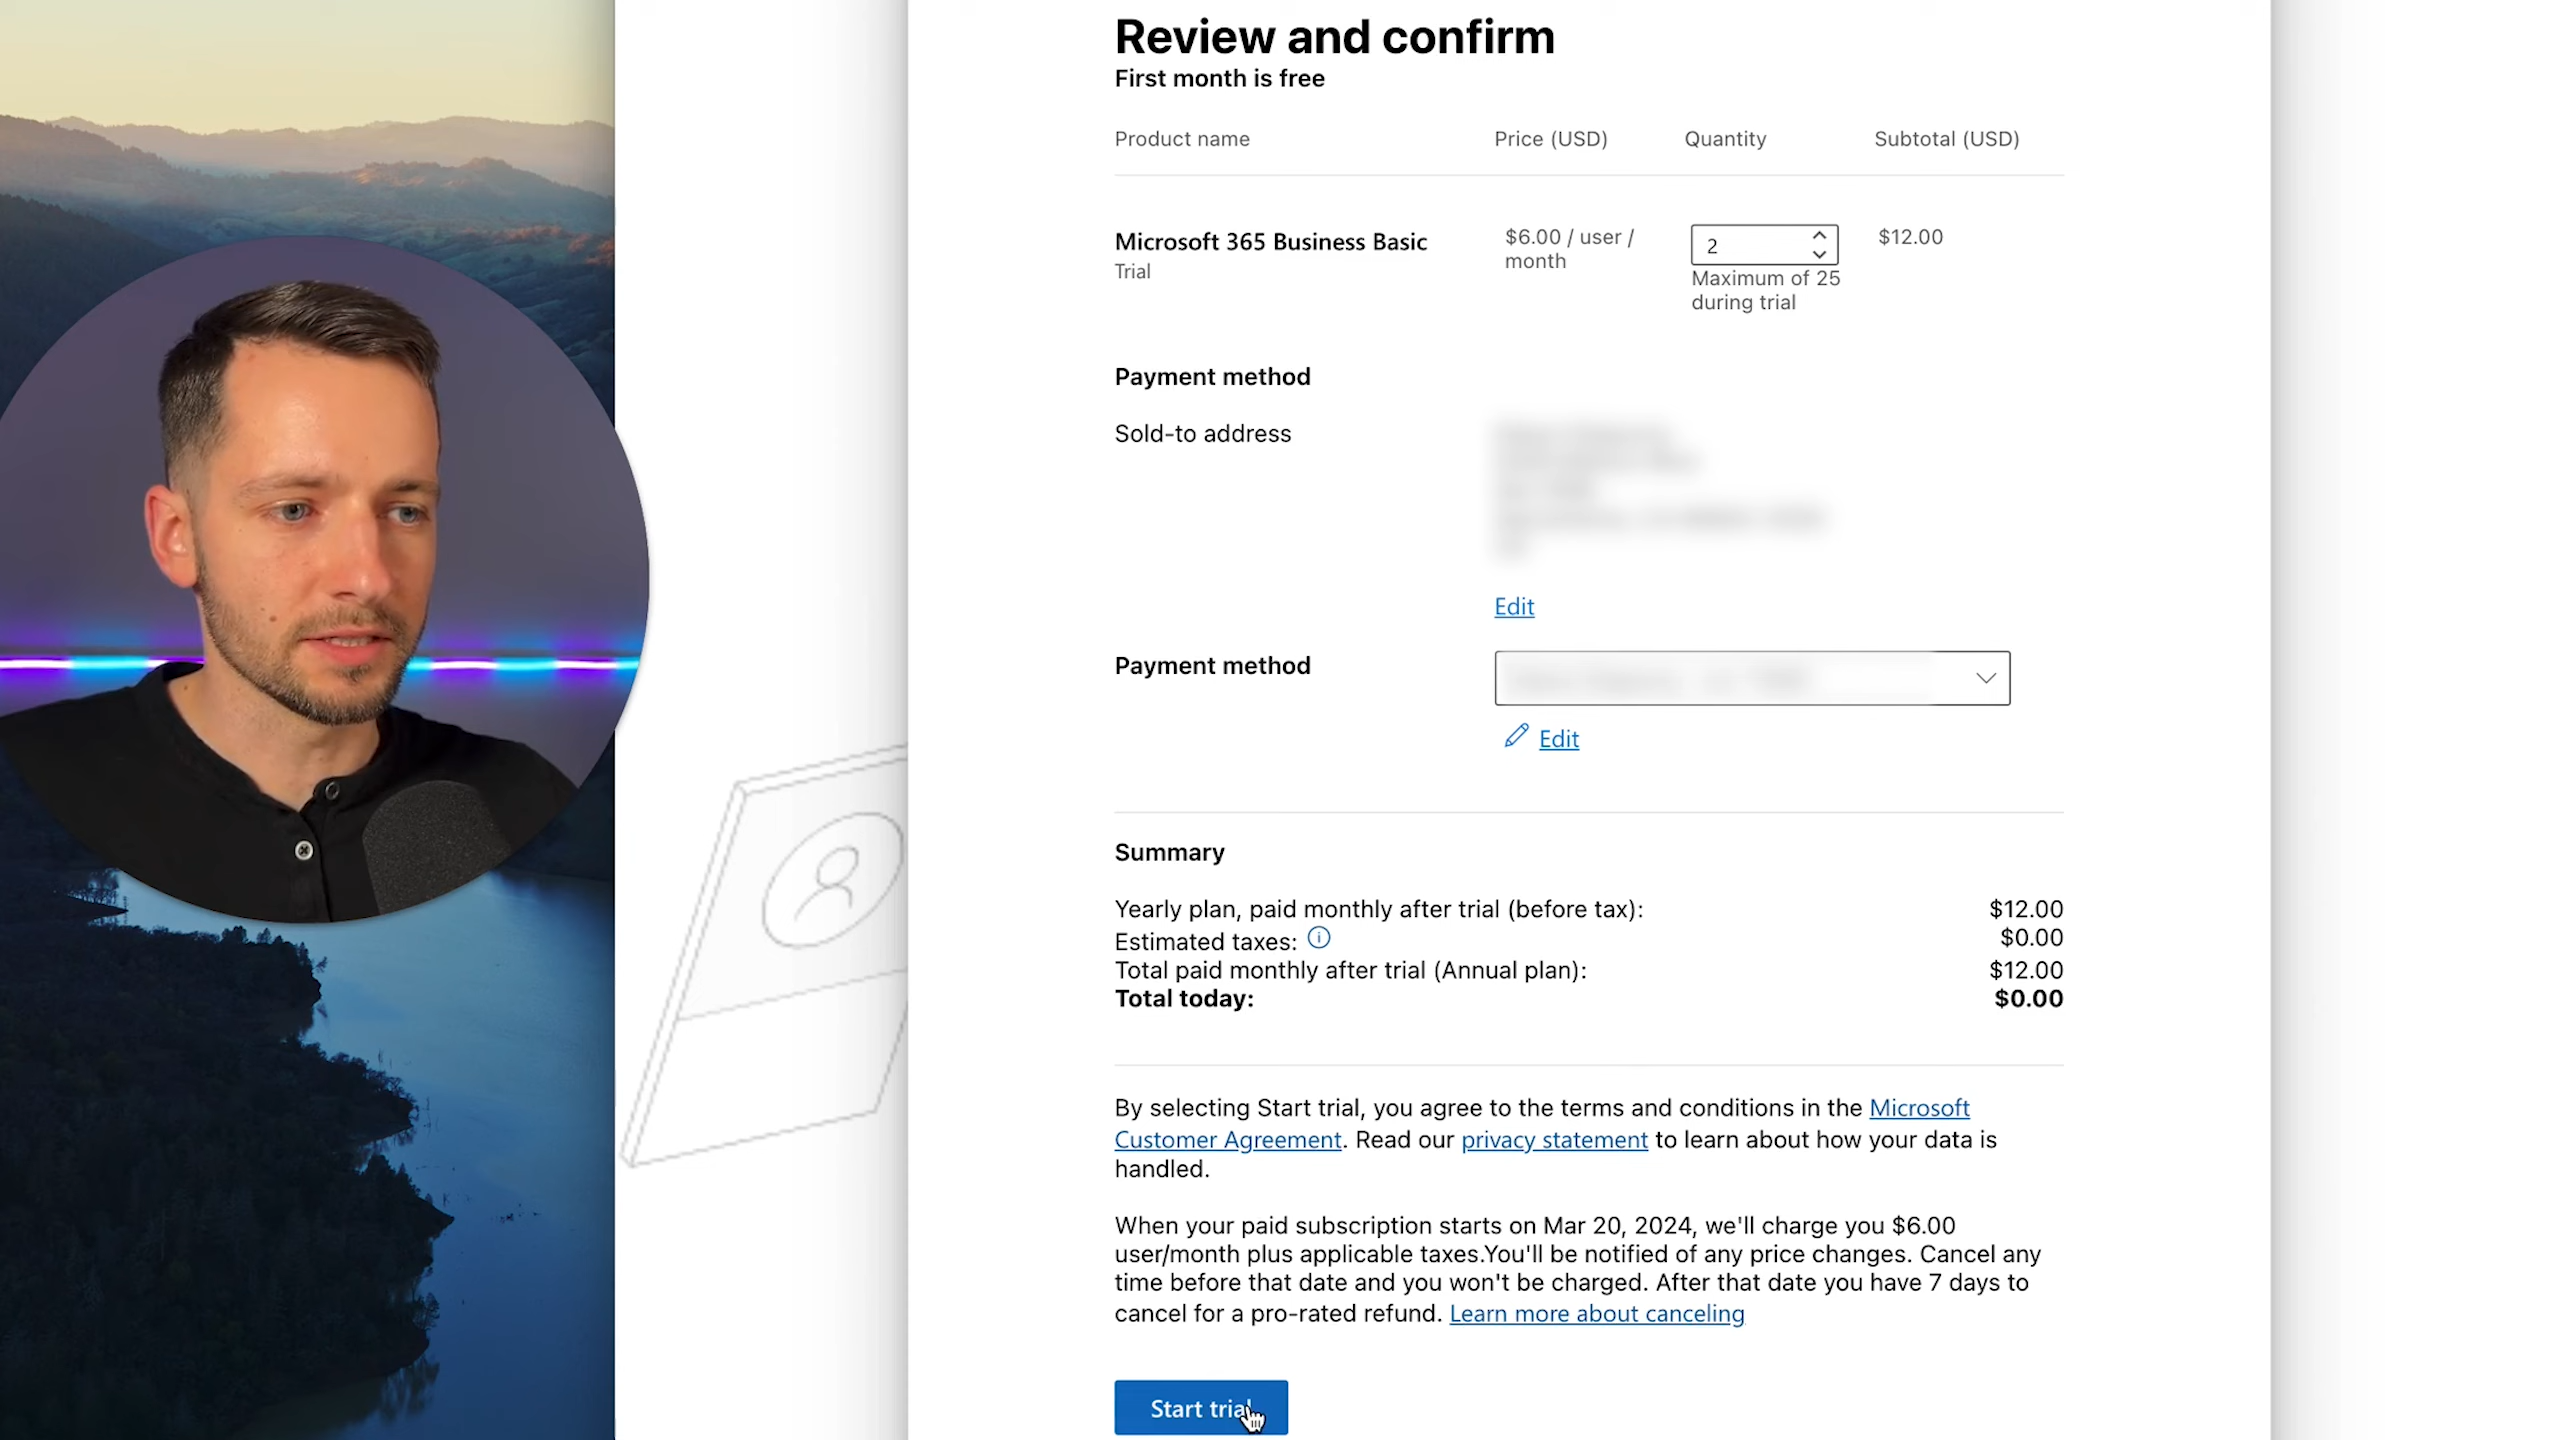 Review and confirm
First month is free
Product name Price (USD) Quantity Subtotal (USD)
Microsoft 365 Business Basic
Trial
$6.00 / user /
month
2
Maximum of 25
during trial
$12.00
Payment method
Sold-to address
Edit
Payment method
Edit
Summary
Yearly plan, paid monthly after trial (before tax): $12.00
Estimated taxes: $0.00
Total paid monthly after trial (Annual plan): $12.00
Total today: $0.00
By selecting Start trial, you agree to the terms and conditions in the Microsoft
Customer Agreement. Read our privacy statement to learn about how your data is
handled.
When your paid subscription starts on Mar 20, 2024, we'll charge you $6.00
user/month plus applicable taxes.You'll be notified of any price changes. Cancel any
time before that date and you won't be charged. After that date you have 7 days to
cancel for a pro-rated refund. Learn more about canceling
Start trial